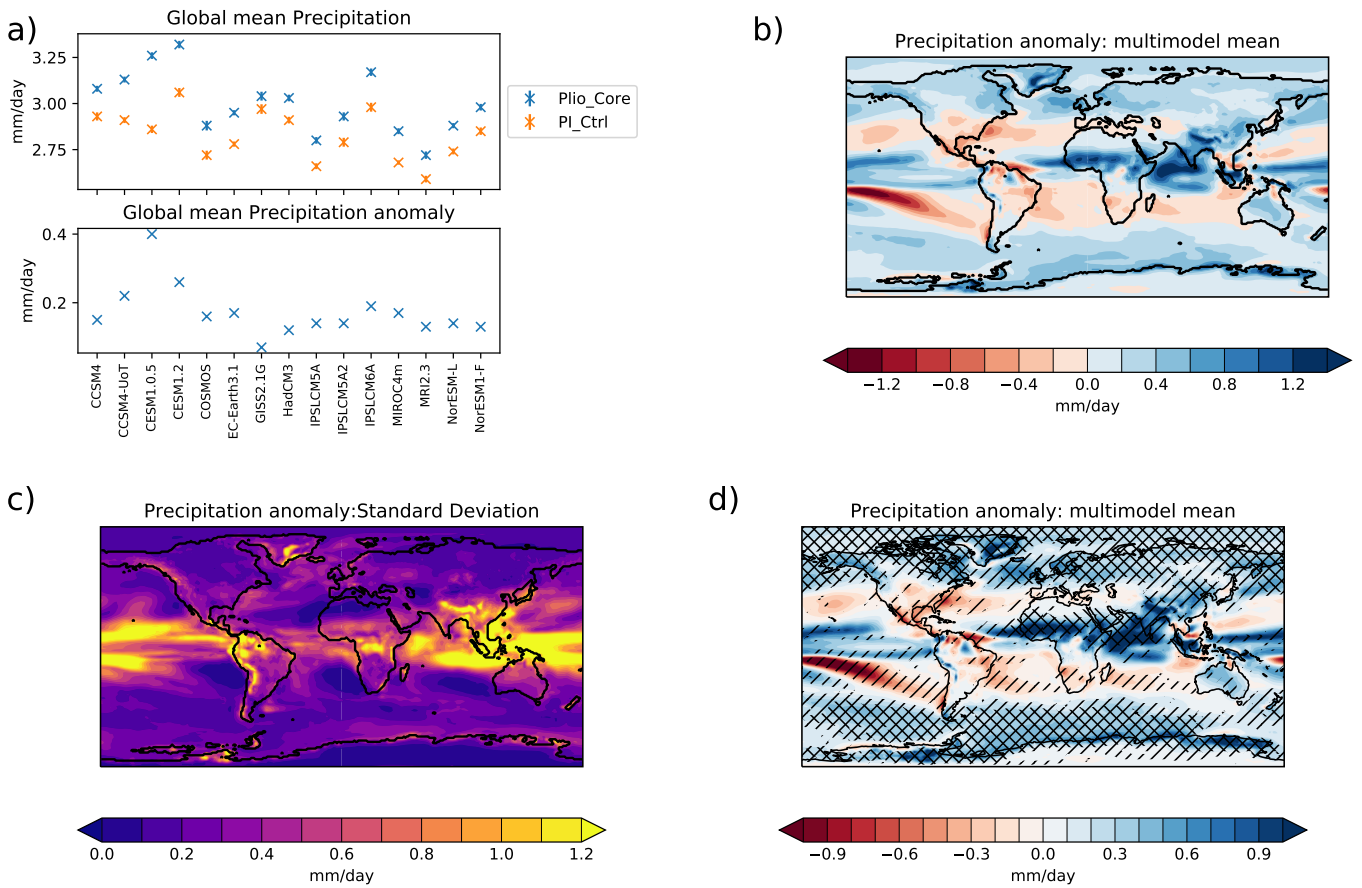 a)
Global mean Precipitation
3.25
3.00
2.75
mm/day
Plio_Core
PI_Ctrl
Global mean Precipitation anomaly
0.4
0.2
mm/day
CCSM4
CCSM4-UoT
CESM1.0.5
CESM1.2
COSMOS
EC-Earth3.1
GISS2.1G
HadCM3
IPSLCM5A
IPSLCM5A2
IPSLCM6A
MIROC4m
MRI2.3
NorESM-L
NorESM1-F
b)
Precipitation anomaly: multimodel mean
−1.2 −0.8 −0.4 0.0 0.4 0.8 1.2
mm/day
c)
Precipitation anomaly:Standard Deviation
0.0 0.2 0.4 0.6 0.8 1.0 1.2
mm/day
d)
Precipitation anomaly: multimodel mean
−0.9 −0.6 −0.3 0.0 0.3 0.6 0.9
mm/day